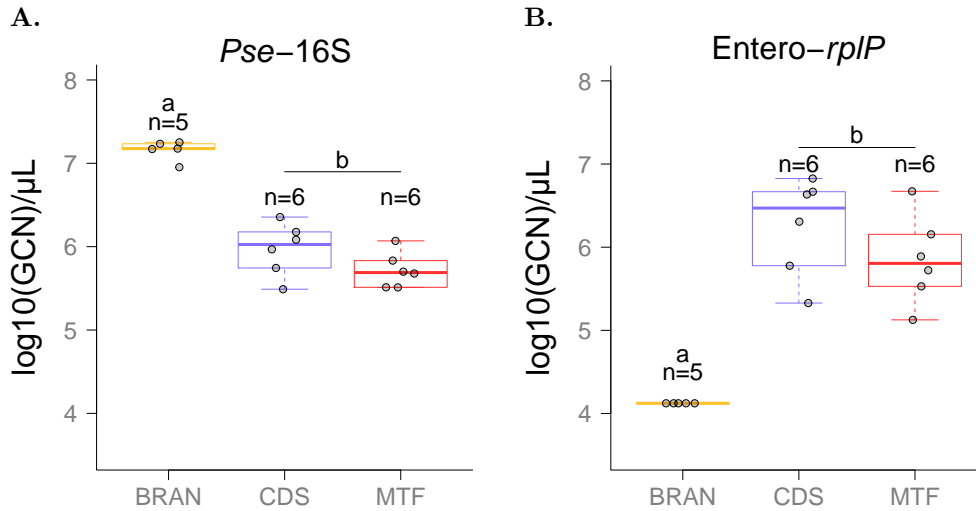 A.
Pse−16S
log10(GCN)/µL
8
7
6
5
4
a
n=5
b
n=6
n=6
BRAN
CDS
MTF
B.
Entero−rplP
log10(GCN)/µL
8
7
6
5
4
a
n=5
b
n=6
n=6
BRAN
CDS
MTF